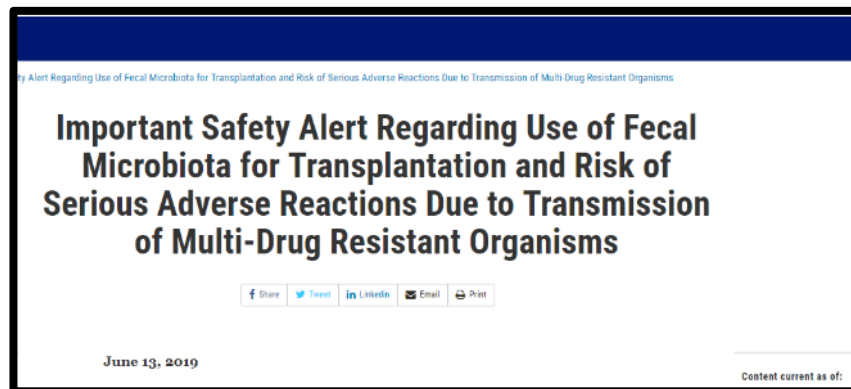 ty Alert Regarding Use of Fecal Microbiota for Transplantation and Risk of Serious Adverse Reactions Due to Transmission of Multi-Drug Resistant Organisms
Important Safety Alert Regarding Use of Fecal
Microbiota for Transplantation and Risk of
Serious Adverse Reactions Due to Transmission
of Multi-Drug Resistant Organisms
f Share Tweet in Linkedin Email Print
June 13, 2019
Content current as of: